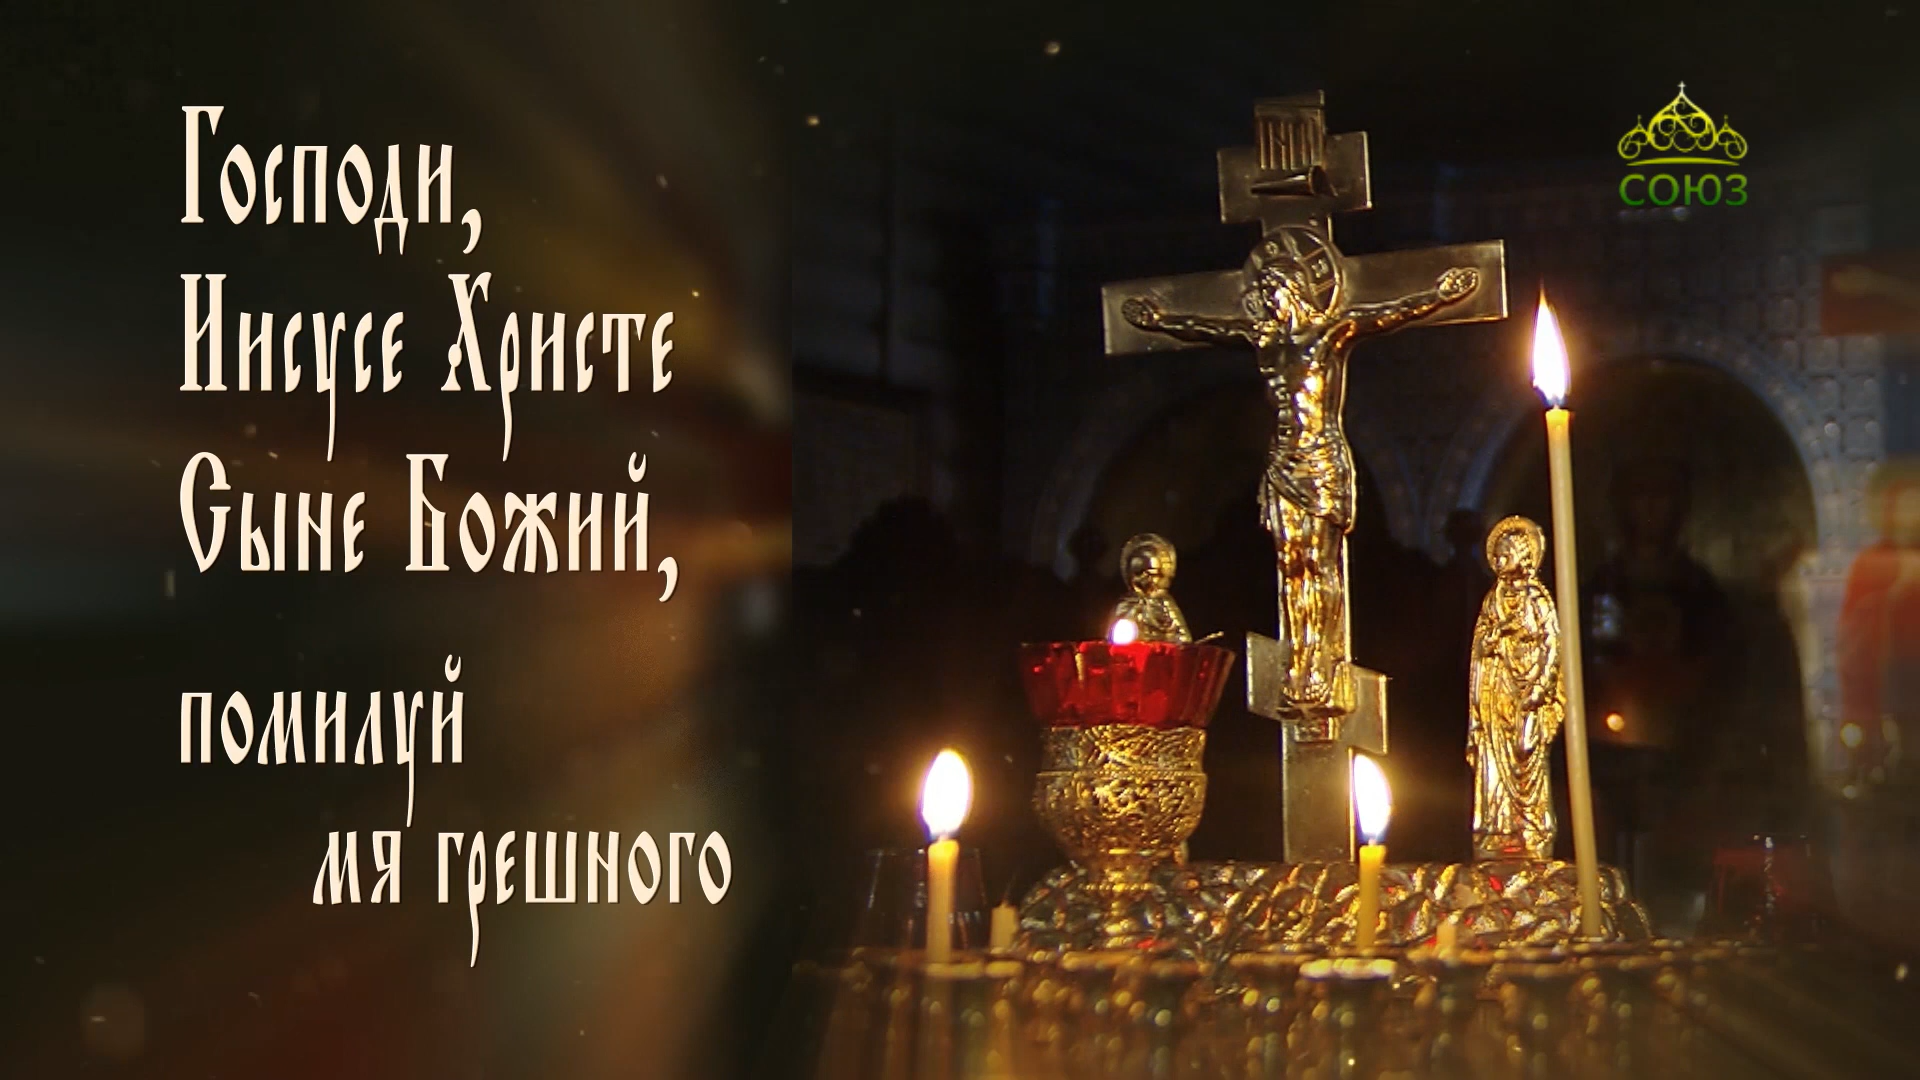 Господи,
Иисусе Христе
Сыне Божий,
помилуй
мя грешного
СОЮЗ